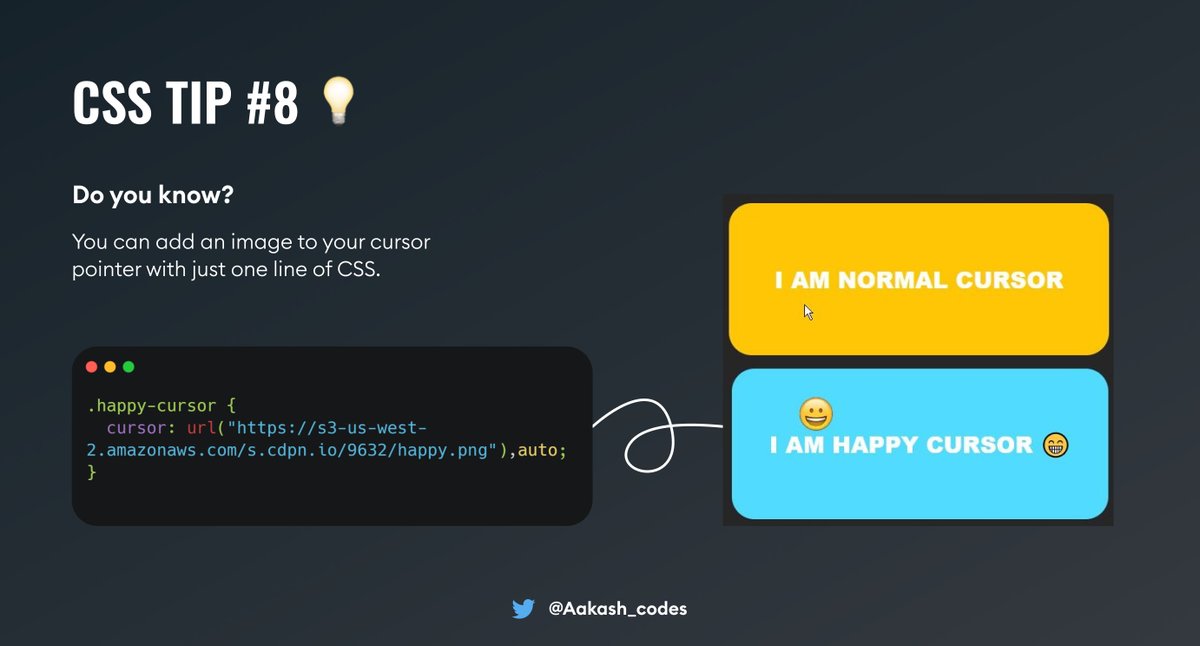 CSS TIP #8 💡
Do you know?
You can add an image to your cursor
pointer with just one line of CSS.
.happy-cursor {
  cursor: url("https://s3-us-west-
2.amazonaws.com/s.cdpn.io/9632/happy.png"),auto;
}
I AM NORMAL CURSOR
I AM HAPPY CURSOR 😁
@Aakash_codes